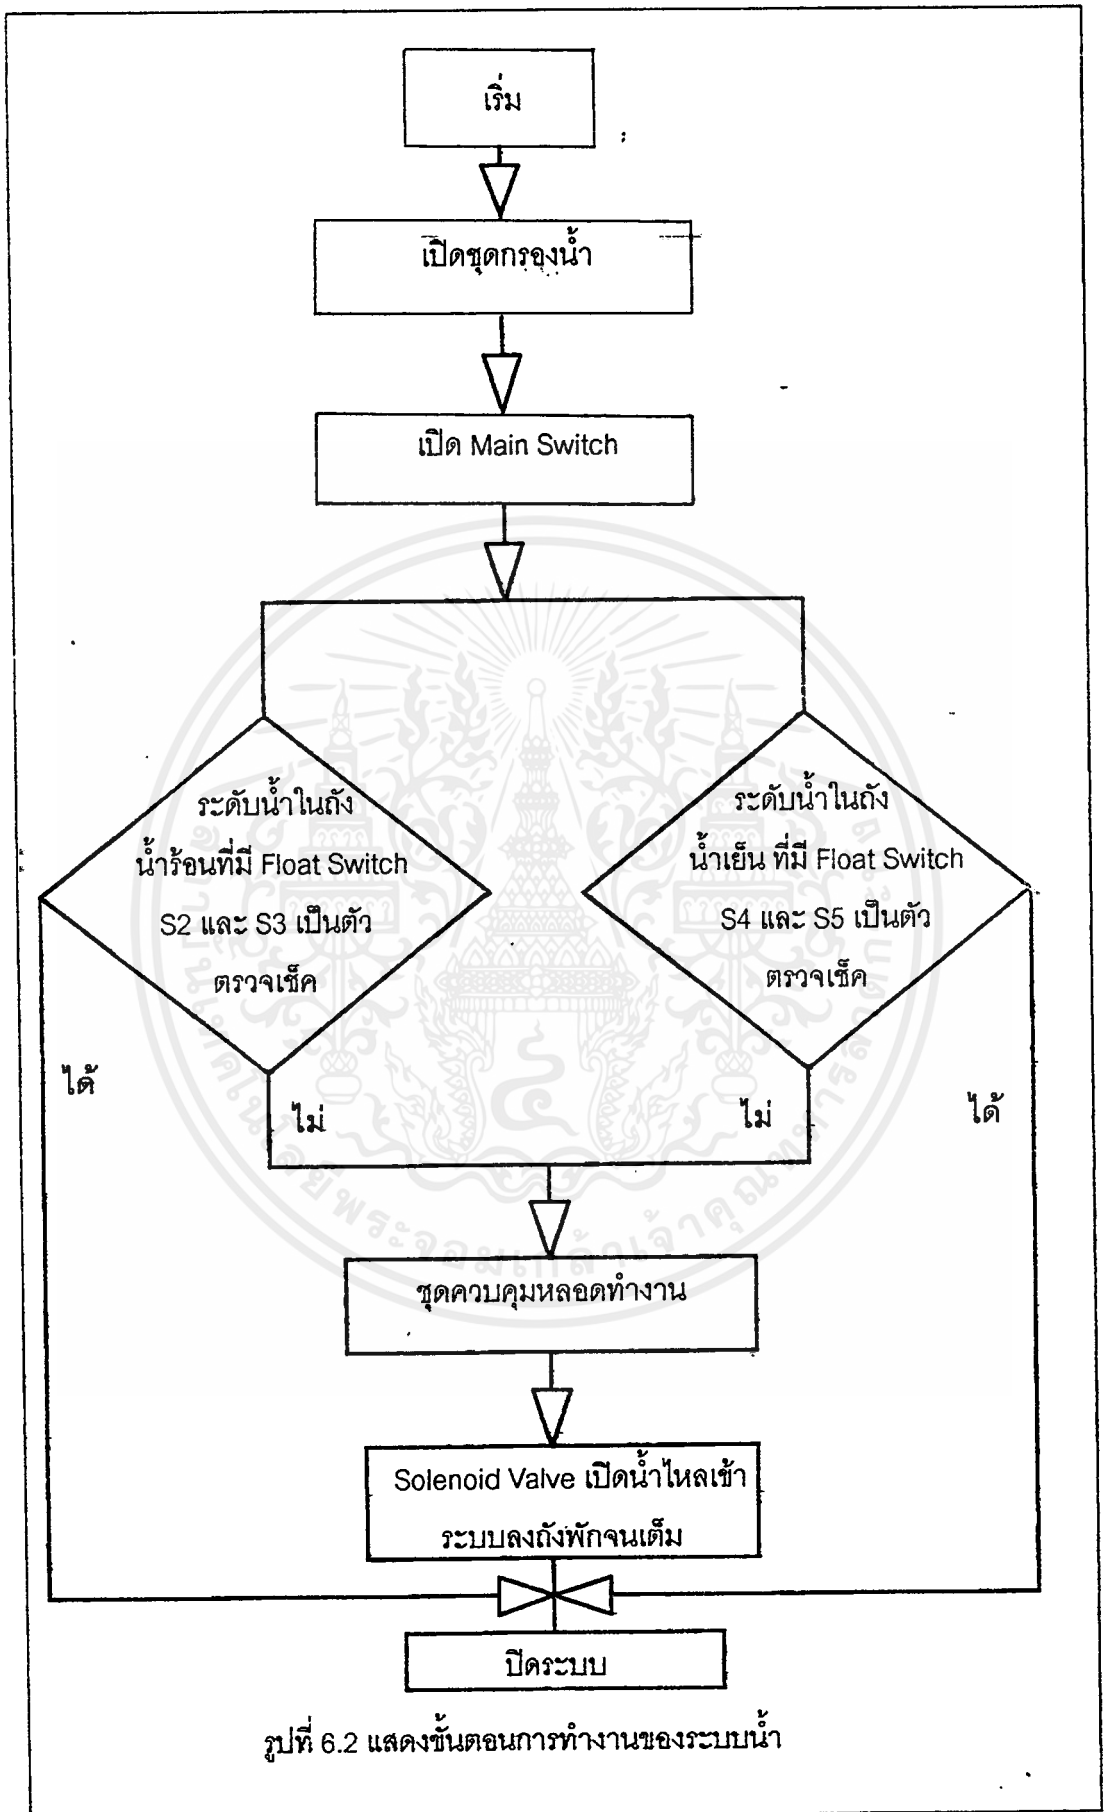 เริ่ม
เปิดชุดกรองน้ำ
เปิด Main Switch
ระดับน้ำในถัง
น้ำร้อนที่มี Float Switch
S2 และ S3 เป็นตัว
ตรวจเช็ค
ระดับน้ำในถัง
น้ำเย็น ที่มี Float Switch
S4 และ S5 เป็นตัว
ตรวจเช็ค
ได้
ไม่
ไม่
ได้
ชุดควบคุมหลอดทำงาน
Solenoid Valve เปิดน้ำไหลเข้า
ระบบลงถังพักจนเต็ม
ปิดระบบ
รูปที่ 6.2 แสดงขั้นตอนการทำงานของระบบน้ำ